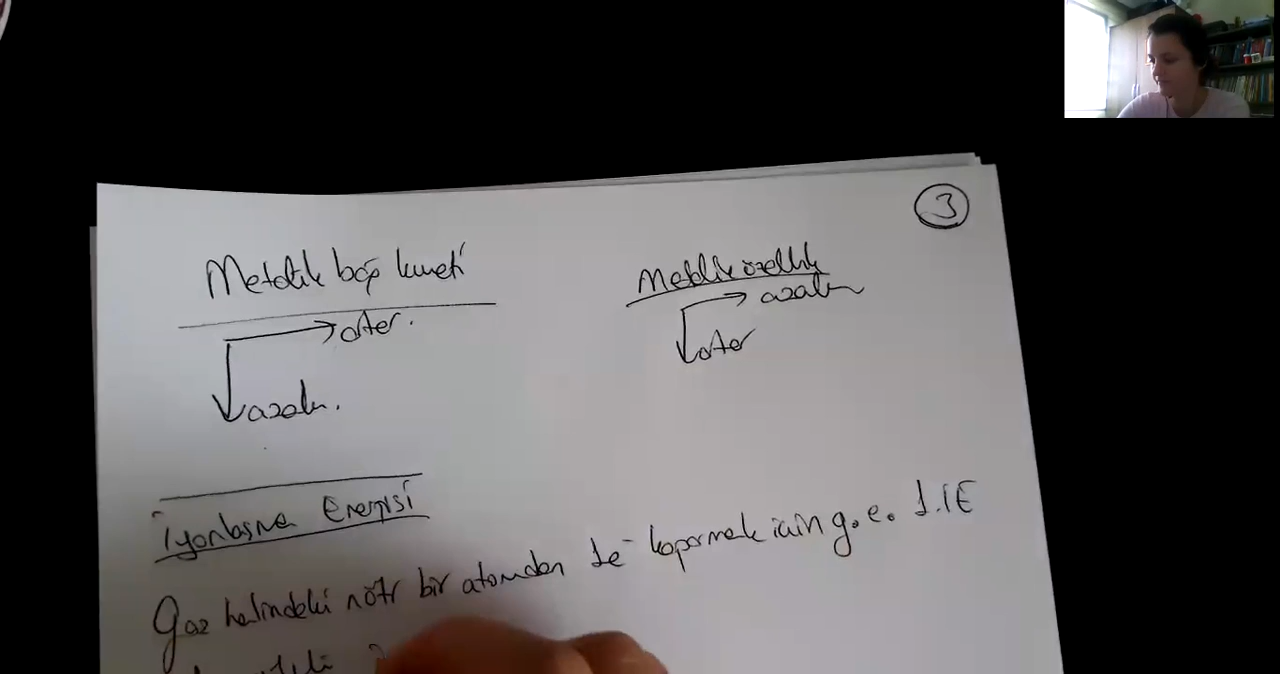 3
Metalik bağ kuvveti
artar.
azalır.
Metalik özellik
azalır
artar
İyonlaşma Enerjisi
Gaz halindeki nötr bir atomdan 1e⁻ koparmak için g.e. 1.İE